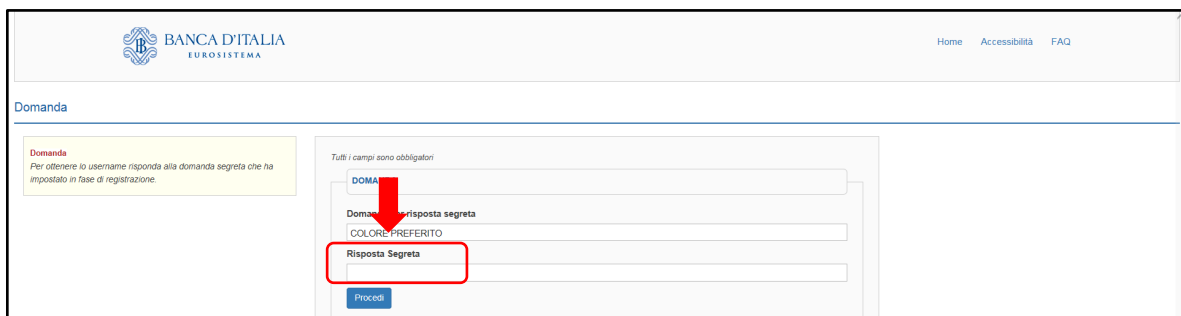 BANCA D'ITALIA
EUROSISTEMA
Home Accessibilità FAQ
Domanda
Domanda
Per ottenere lo username risponda alla domanda segreta che ha
impostato in fase di registrazione.
Tutti i campi sono obbligatori
risposta segreta
COLORE PREFERITO
Risposta Segreta
Procedi